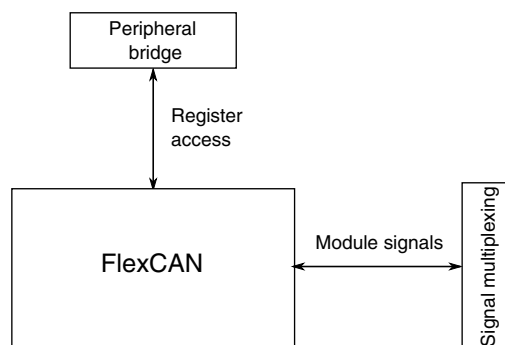 Peripheral
bridge
Register
access
FlexCAN
Module signals
Signal multiplexing